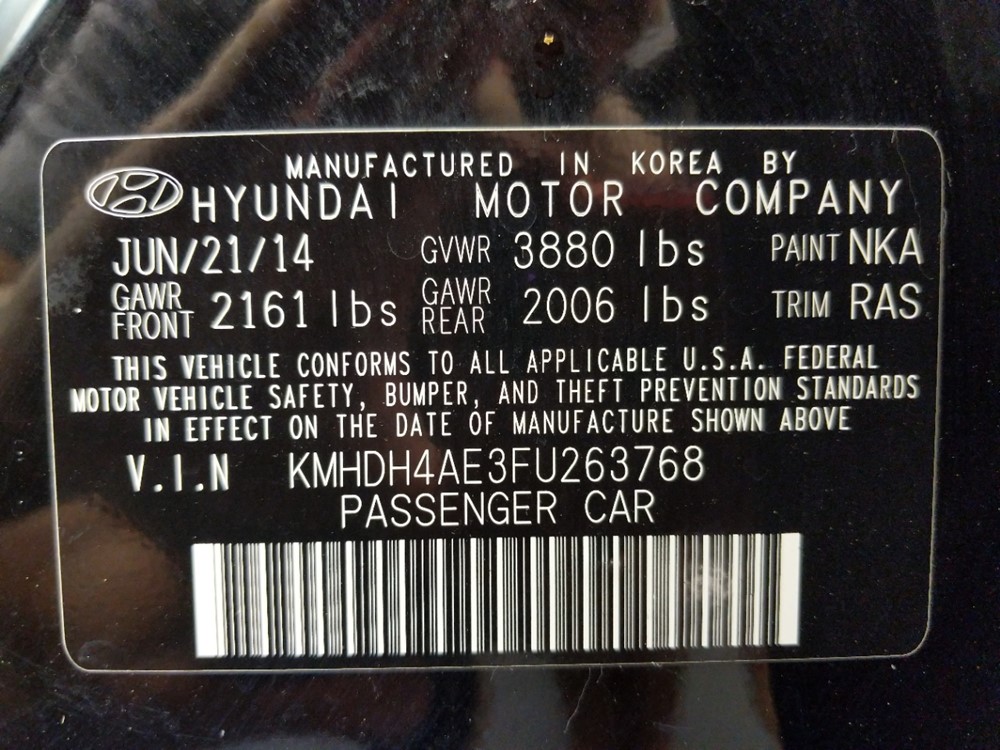 MANUFACTURED IN KOREA BY
HYUNDAI MOTOR COMPANY
JUN/21/14 GVWR 3880 lbs PAINT NKA
GAWR FRONT 2161 lbs GAWR REAR 2006 lbs TRIM RAS
THIS VEHICLE CONFORMS TO ALL APPLICABLE U.S.A. FEDERAL
MOTOR VEHICLE SAFETY, BUMPER, AND THEFT PREVENTION STANDARDS
IN EFFECT ON THE DATE OF MANUFACTURE SHOWN ABOVE
V.I.N KMHDH4AE3FU263768
PASSENGER CAR